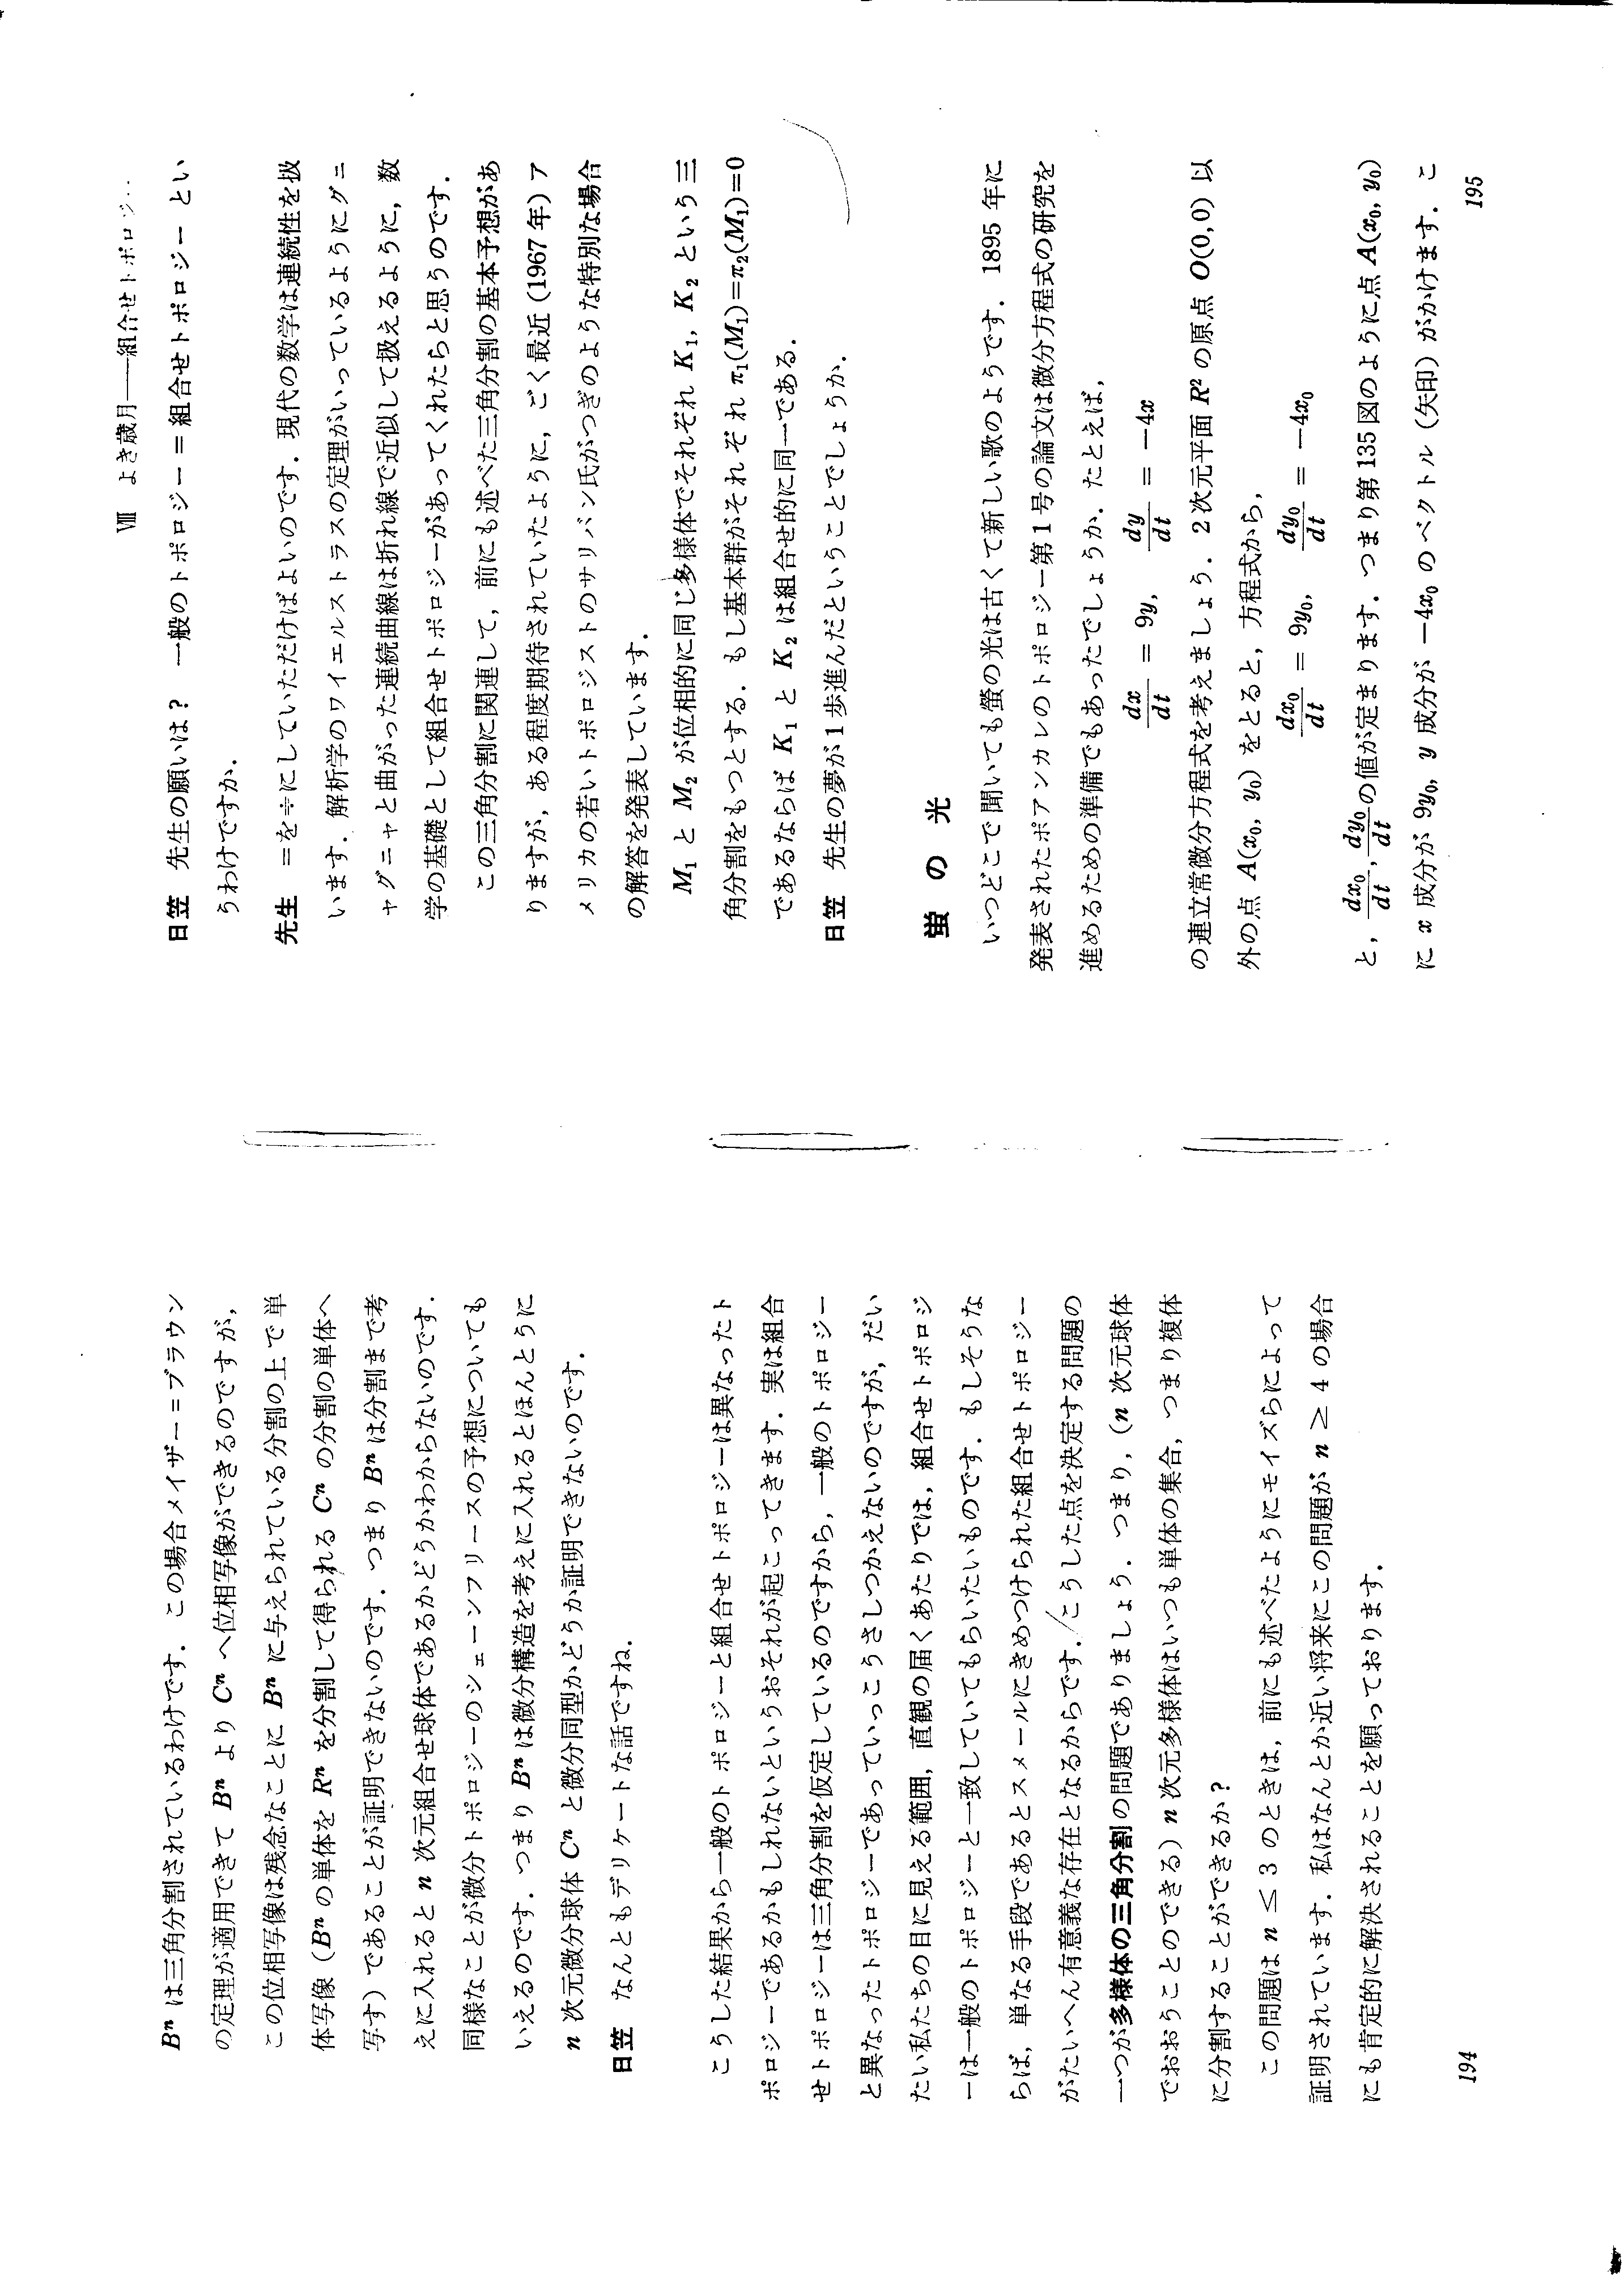 $B^n$ は三角分割されているわけです．この場合メイザー＝ブラウン
の定理が適用できて $B^n$ より $C^n$ へ位相写像ができるのですが，
この位相写像は残念なことに $B^n$ に与えられている分割の上で単
体写像（$B^n$ の単体を $R^n$ を分割して得られる $C^n$ の分割の単体へ
写す）であることが証明できないのです．つまり $B^n$ は分割まで考
えに入れると $n$ 次元組合せ球体であるかどうかわからないのです．
同様なことが微分トポロジーのシェーンフリースの予想についても
いえるのです．つまり $B^n$ は微分構造を考えに入れるとほんとうに
$n$ 次元微分球体 $C^n$ と微分同型かどうか証明できないのです．
日笠　なんともデリケートな話ですね．
こうした結果から一般のトポロジーと組合せトポロジーは異なったト
ポロジーであるかもしれないというおそれが起こってきます．実は組合
せトポロジーは三角分割を仮定しているのですから，一般のトポロジー
と異なったトポロジーであっていっこうさしつかえないのですが，だい
たい私たちの目に見える範囲，直観の届くあたりでは，組合せトポロジ
ーは一般のトポロジーと一致していてもらいたいものです．もしそうな
らば，単なる手段であるとスメールにきめつけられた組合せトポロジー
がたいへん有意義な存在となるからです．こうした点を決定する問題の
一つが多様体の三角分割の問題でありましょう．つまり，（$n$ 次元球体
でおおうことのできる）$n$ 次元多様体はいつも単体の集合，つまり複体
に分割することができるか？
この問題は $n \leq 3$ のときは，前にも述べたようにモイズらによって
証明されています．私はなんとか近い将来にこの問題が $n \geq 4$ の場合
にも肯定的に解決されることを願っております．
194
Ⅷ よき歳月——組合せトポロジ‥
日笠　先生の願いは？　一般のトポロジー＝組合せトポロジー とい
うわけですか．
先生　＝を≑にしていただけばよいのです．現代の数学は連続性を扱
います．解析学のワイエルストラスの定理がいっているようにグニ
ャグニャと曲がった連続曲線は折れ線で近似して扱えるように，数
学の基礎として組合せトポロジーがあってくれたらと思うのです．
この三角分割に関連して，前にも述べた三角分割の基本予想があ
りますが，ある程度期待されていたように，ごく最近 (1967年) ア
メリカの若いトポロジストのサリバン氏がつぎのような特別な場合
の解答を発表しています．
$M_1$ と $M_2$ が位相的に同じ多様体でそれぞれ $K_1$, $K_2$ という三
角分割をもつとする．もし基本群がそれぞれ $\pi_1(M_1)=\pi_2(M_1)=0$
であるならば $K_1$ と $K_2$ は組合せ的に同一である．
日笠　先生の夢が1歩進んだということでしょうか．
蛍の光
いつどこで聞いても螢の光は古くて新しい歌のようです．1895 年に
発表されたポアンカレのトポロジー第1号の論文は微分方程式の研究を
進めるための準備でもあったでしょうか．たとえば，
$\frac{dx}{dt} = 9y,\quad \frac{dy}{dt} = -4x$
の連立常微分方程式を考えましょう．2次元平面 $R^2$ の原点 $O(0,0)$ 以
外の点 $A(x_0, y_0)$ をとると，方程式から，
$\frac{dx_0}{dt} = 9y_0,\quad \frac{dy_0}{dt} = -4x_0$
と，$\frac{dx_0}{dt}, \frac{dy_0}{dt}$ の値が定まります．つまり第135図のように点 $A(x_0, y_0)$
に $x$ 成分が $9y_0$, $y$ 成分が $-4x_0$ のベクトル（矢印）がかけます．こ
195